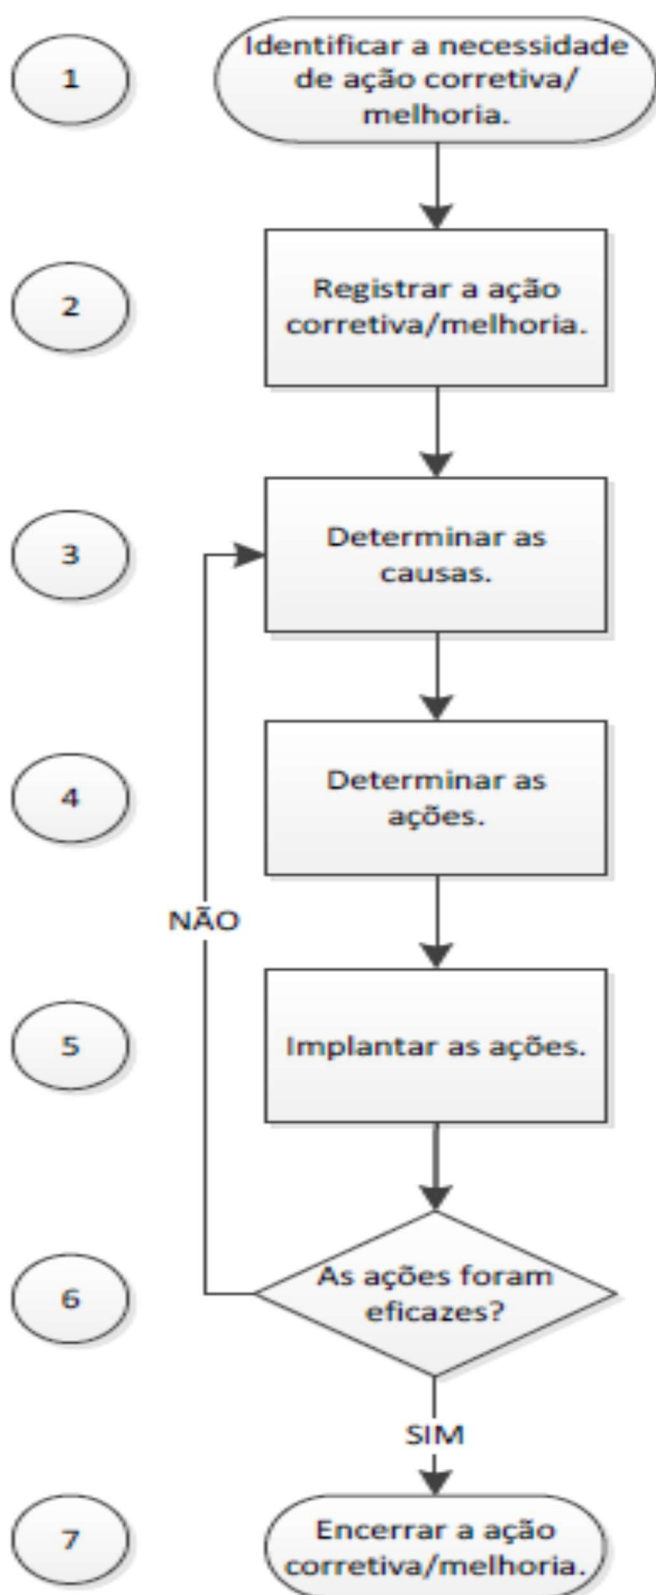 1
Identificar a necessidade
de ação corretiva/
melhoria.
2
Registrar a ação
corretiva/melhoria.
3
Determinar as
causas.
4
Determinar as
ações.
NÃO
5
Implantar as ações.
6
As ações foram
eficazes?
SIM
7
Encerrar a ação
corretiva/melhoria.